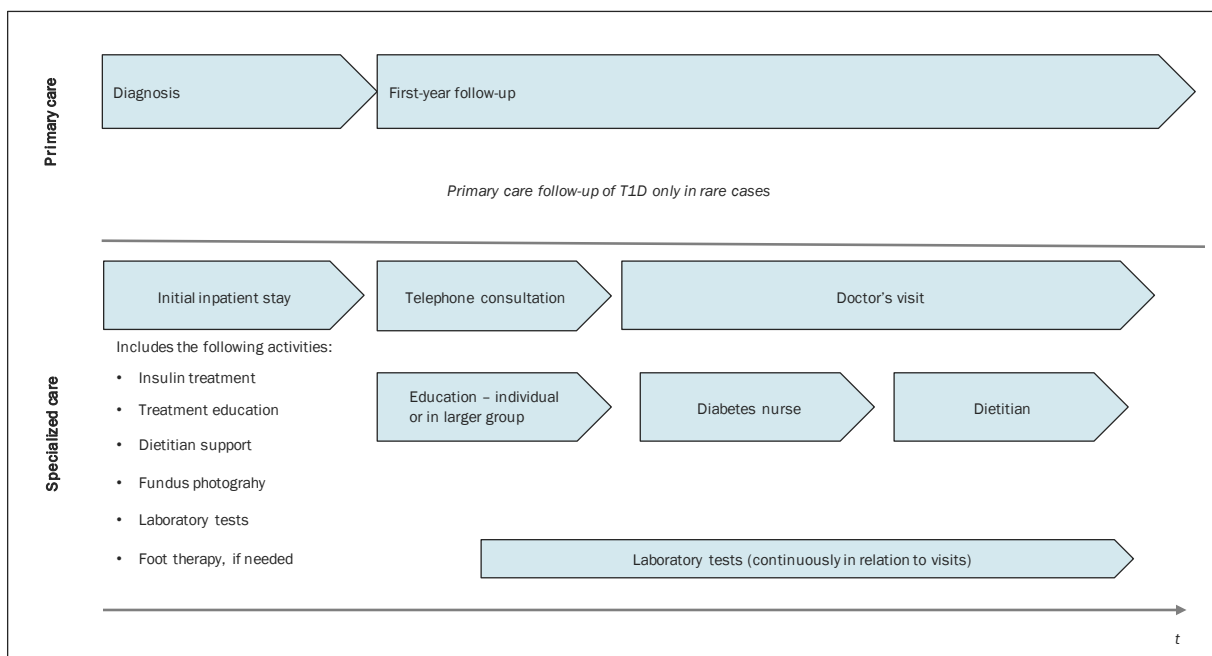 Primary care
Diagnosis
First-year follow-up
Primary care follow-up of T1D only in rare cases
Specialized care
Initial inpatient stay
Telephone consultation
Doctor's visit
Includes the following activities:
• Insulin treatment
• Treatment education
• Dietitian support
• Fundus photograhy
• Laboratory tests
• Foot therapy, if needed
Education – individual
or in larger group
Diabetes nurse
Dietitian
Laboratory tests (continuously in relation to visits)
t